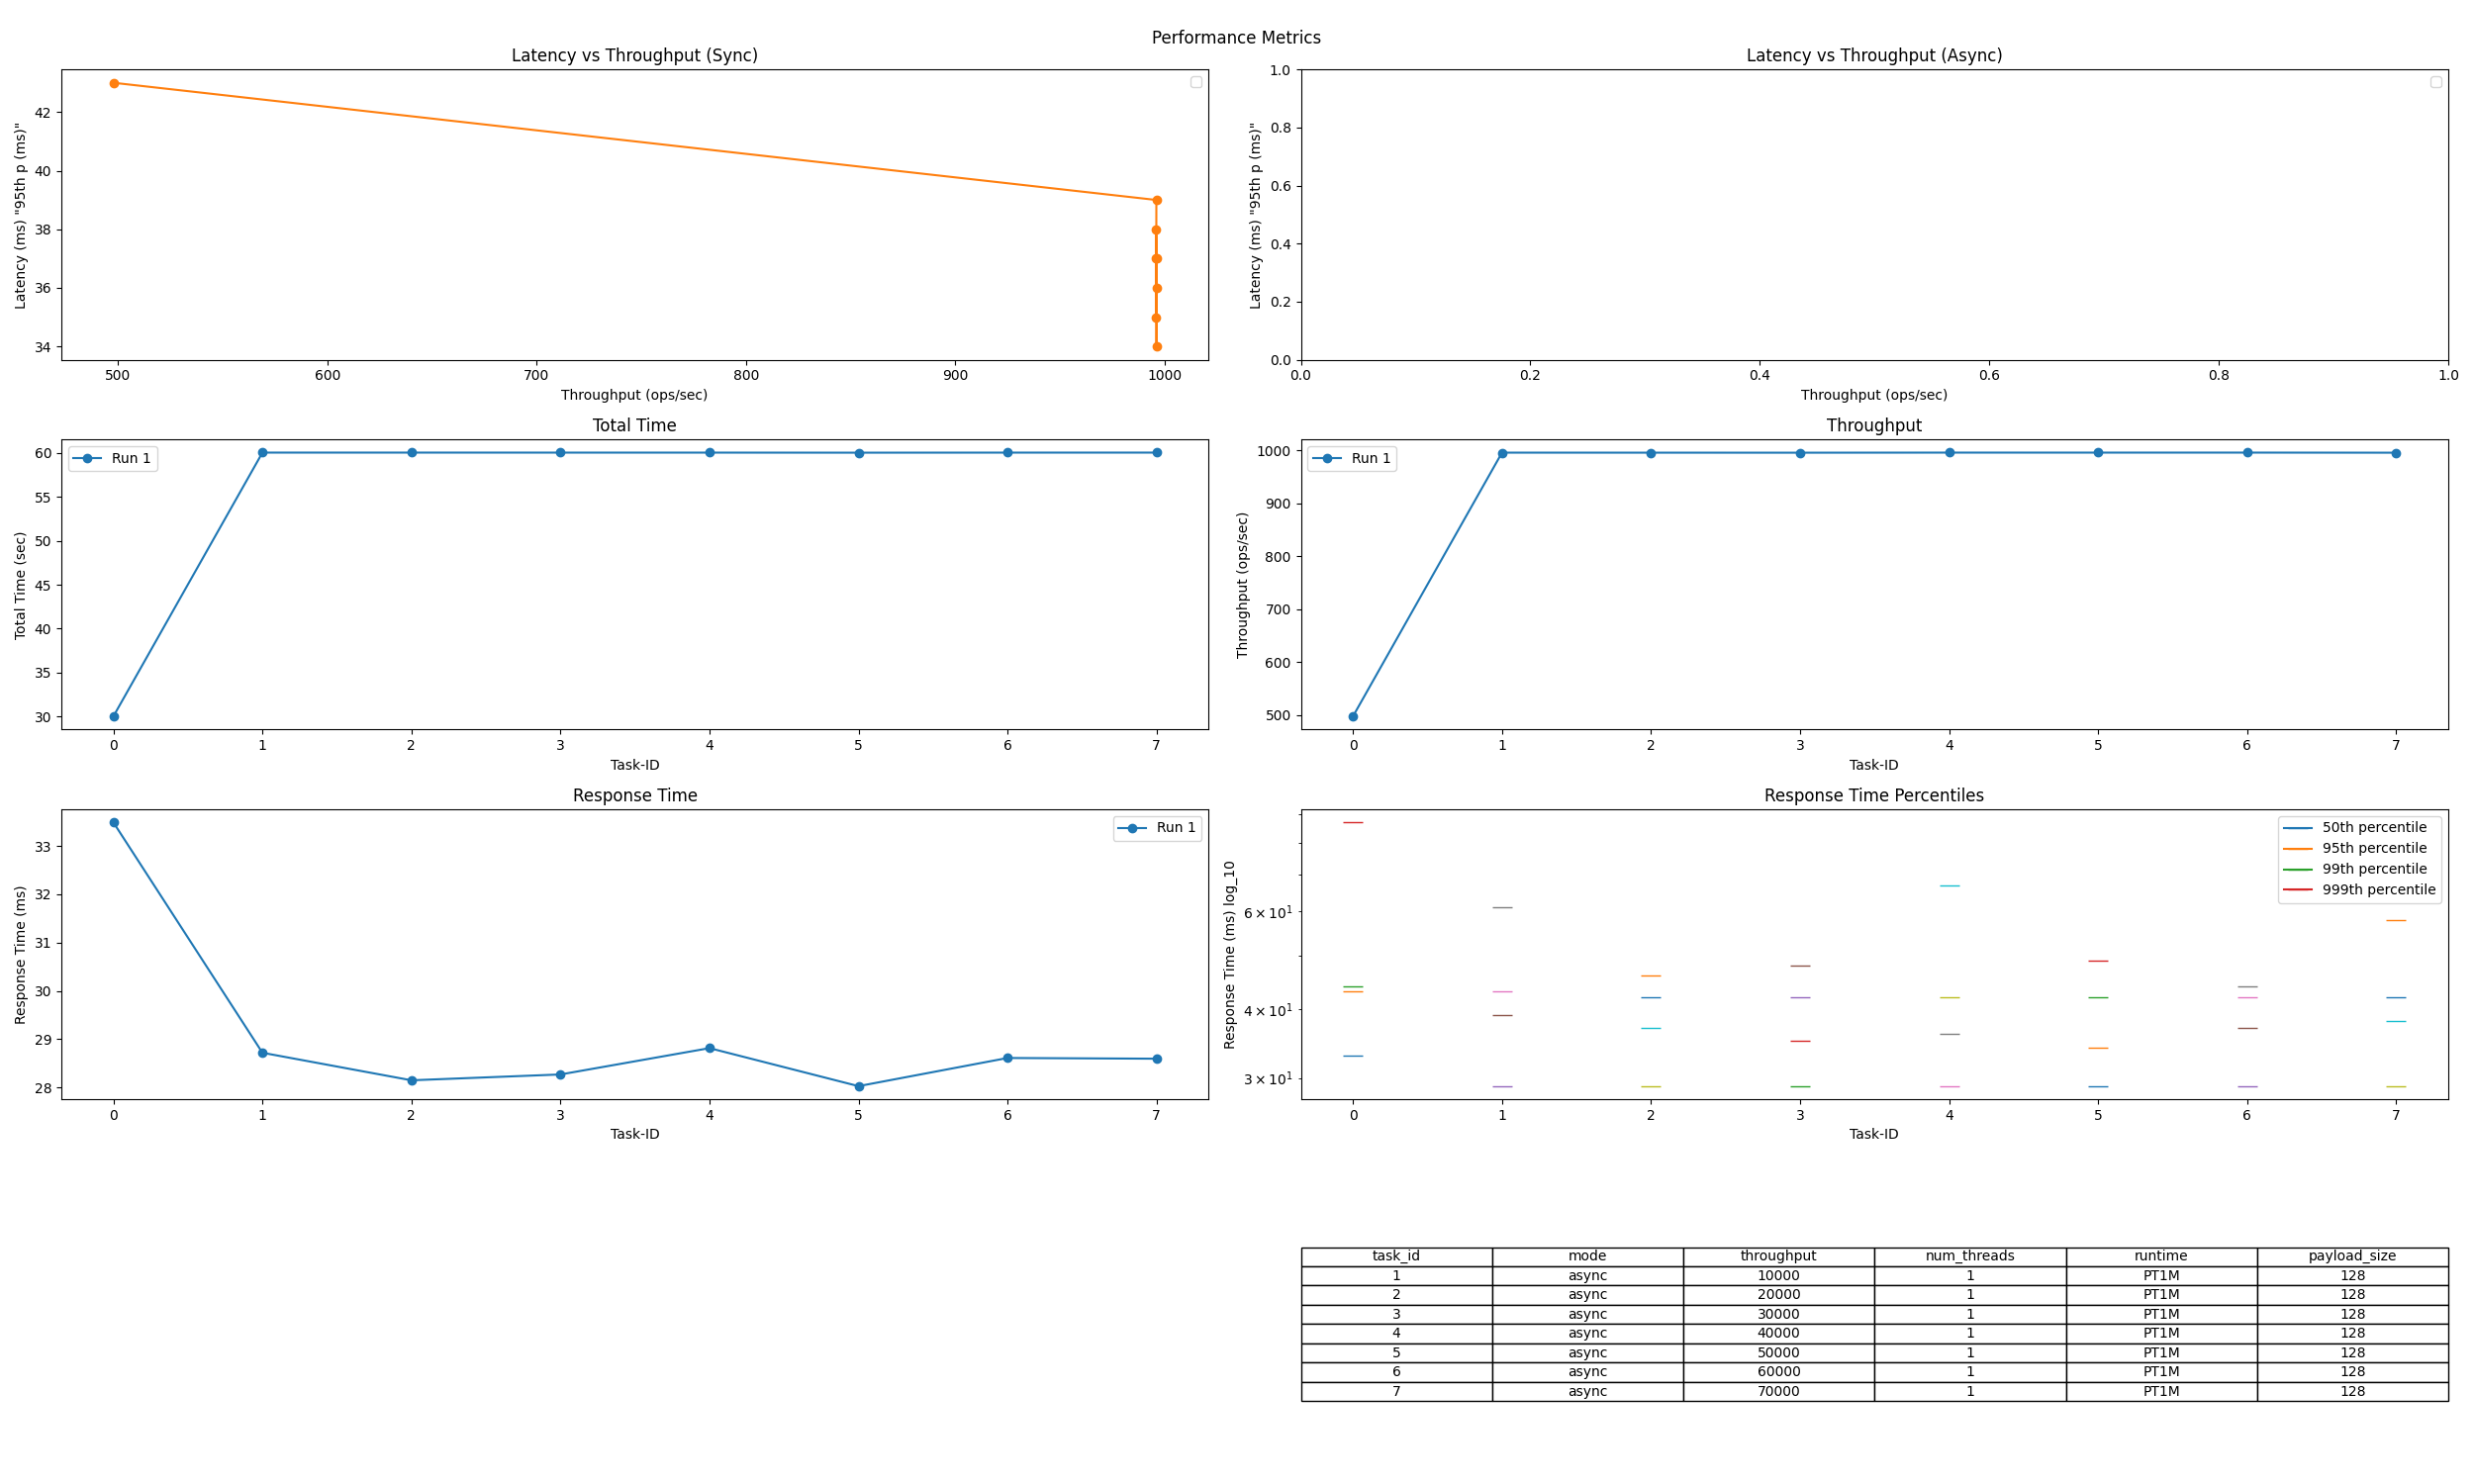 Performance Metrics
Latency vs Throughput (Sync)
Latency (ms) "95th p (ms)"
42
40
38
36
34
500 600 700 800 900 1000
Throughput (ops/sec)
Latency vs Throughput (Async)
Latency (ms) "95th p (ms)"
1.0
0.8
0.6
0.4
0.2
0.0
0.0 0.2 0.4 0.6 0.8 1.0
Throughput (ops/sec)
Total Time
Run 1
Total Time (sec)
60
55
50
45
40
35
30
0 1 2 3 4 5 6 7
Task-ID
Throughput
Run 1
Throughput (ops/sec)
1000
900
800
700
600
500
0 1 2 3 4 5 6 7
Task-ID
Response Time
Run 1
Response Time (ms)
33
32
31
30
29
28
0 1 2 3 4 5 6 7
Task-ID
Response Time Percentiles
50th percentile
95th percentile
99th percentile
999th percentile
Response Time (ms) log_10
6 × 10¹
4 × 10¹
3 × 10¹
0 1 2 3 4 5 6 7
Task-ID
task_id mode throughput num_threads runtime payload_size
1 async 10000 1 PT1M 128
2 async 20000 1 PT1M 128
3 async 30000 1 PT1M 128
4 async 40000 1 PT1M 128
5 async 50000 1 PT1M 128
6 async 60000 1 PT1M 128
7 async 70000 1 PT1M 128